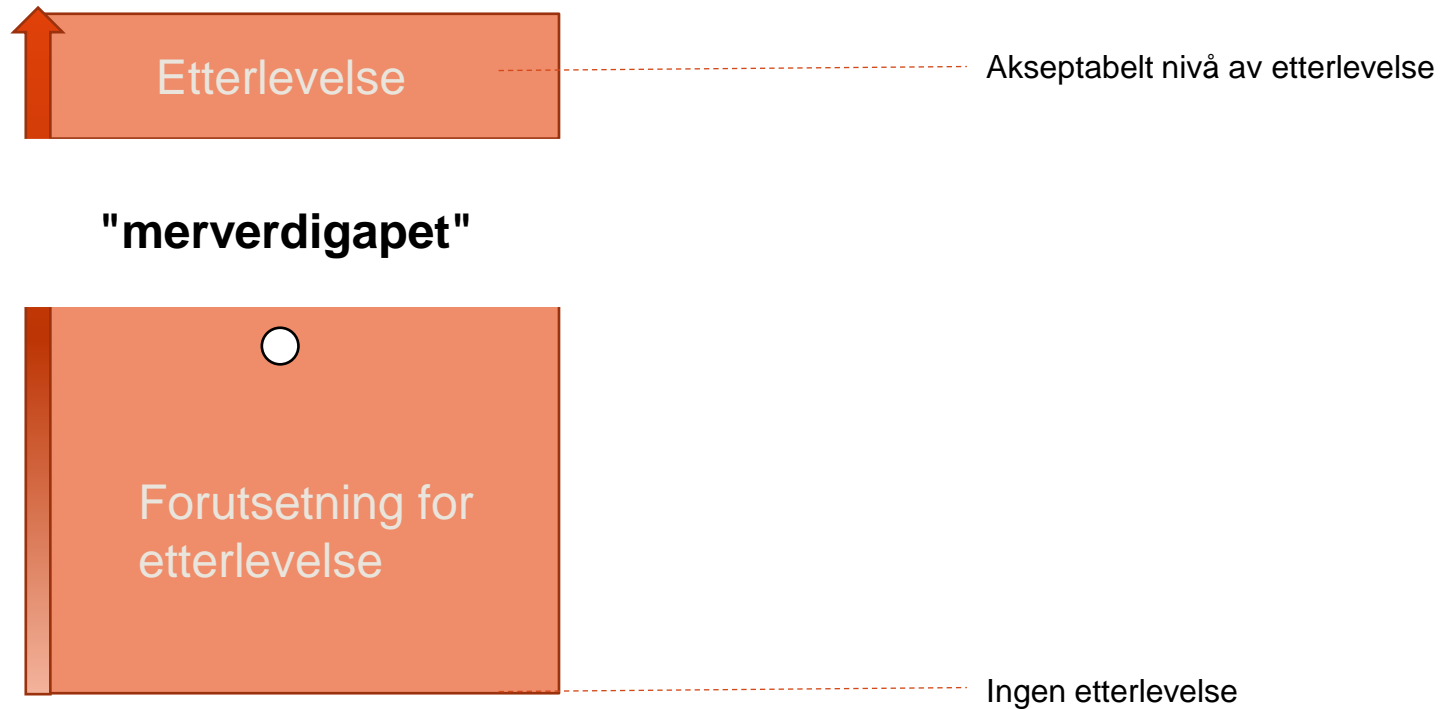 Etterlevelse
Akseptabelt nivå av etterlevelse
"merverdigapet"
Forutsetning for
etterlevelse
Ingen etterlevelse